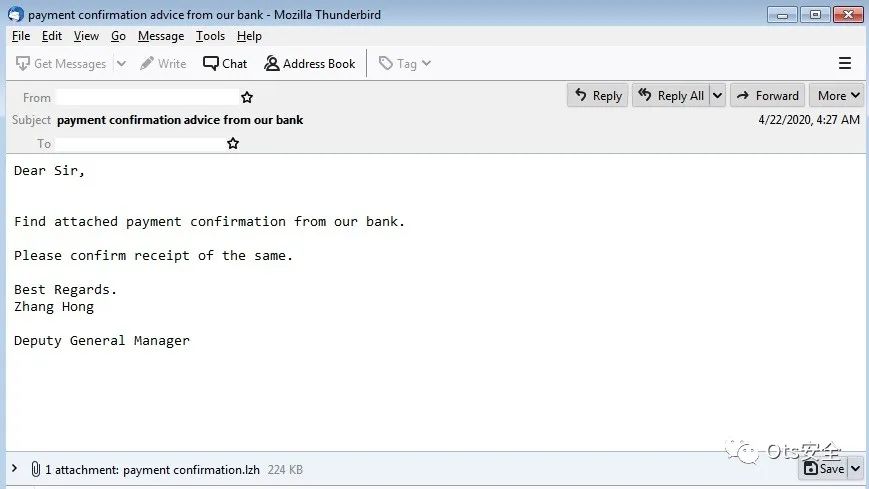 payment confirmation advice from our bank - Mozilla Thunderbird
File Edit View Go Message Tools Help
Get Messages Write Chat Address Book Tag
From Reply Reply All Forward More
Subject payment confirmation advice from our bank 4/22/2020, 4:27 AM
To
Dear Sir,
Find attached payment confirmation from our bank.
Please confirm receipt of the same.
Best Regards.
Zhang Hong
Deputy General Manager
Ots安全
1 attachment: payment confirmation.lzh 224 KB Save